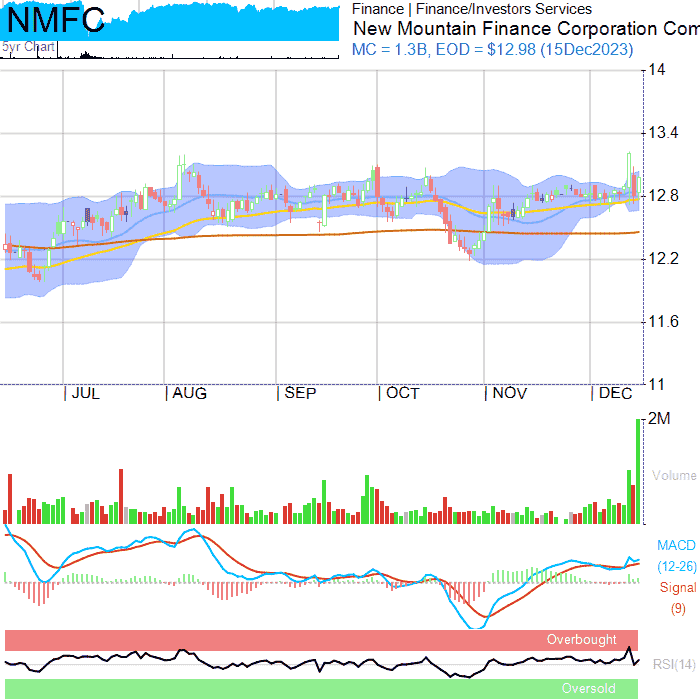 NMFC
5yr Chart
Finance | Finance/Investors Services
New Mountain Finance Corporation Com
MC = 1.3B, EOD = $12.98 (15Dec2023)
14
13.4
12.8
12.2
11.6
11
| JUL | AUG | SEP | OCT | NOV | DEC
2M
Volume
MACD
(12-26)
Signal
(9)
Overbought
RSI(14)
Oversold